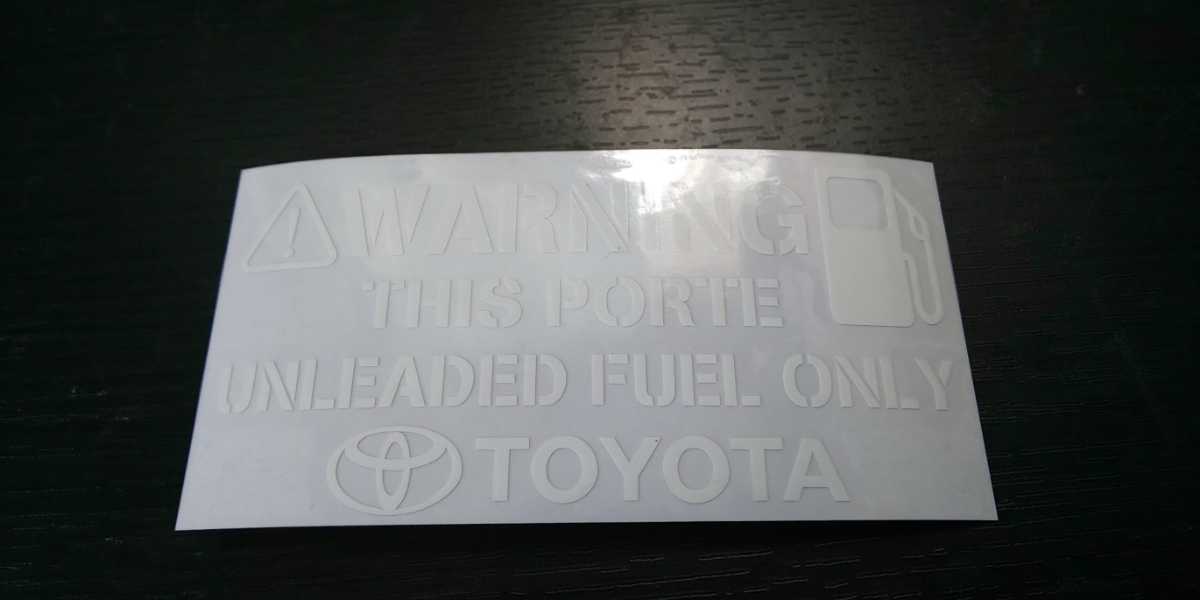 WARNING
THIS PORTE
UNLEADED FUEL ONLY
TOYOTA